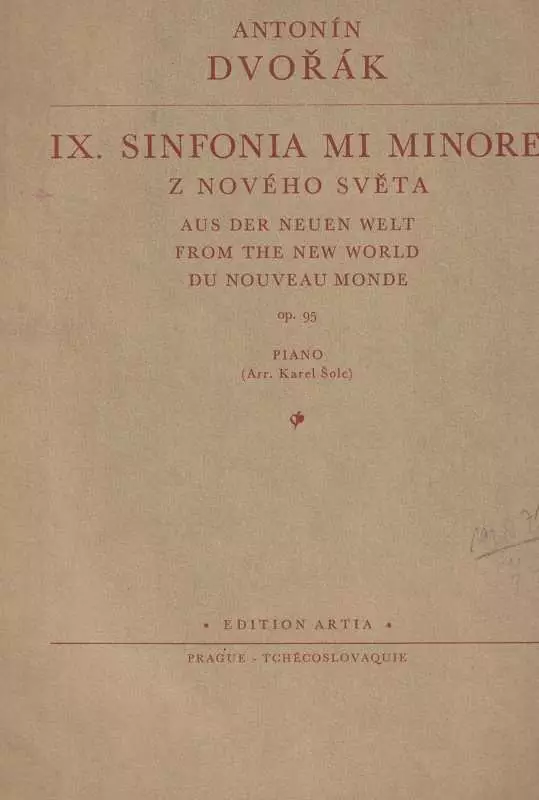 ANTONÍN
DVOŘÁK
IX. SINFONIA MI MINORE
Z NOVÉHO SVĚTA
AUS DER NEUEN WELT
FROM THE NEW WORLD
DU NOUVEAU MONDE
op. 95
PIANO
(Arr. Karel Šolc)
• EDITION ARTIA •
PRAGUE - TCHÉCOSLOVAQUIE